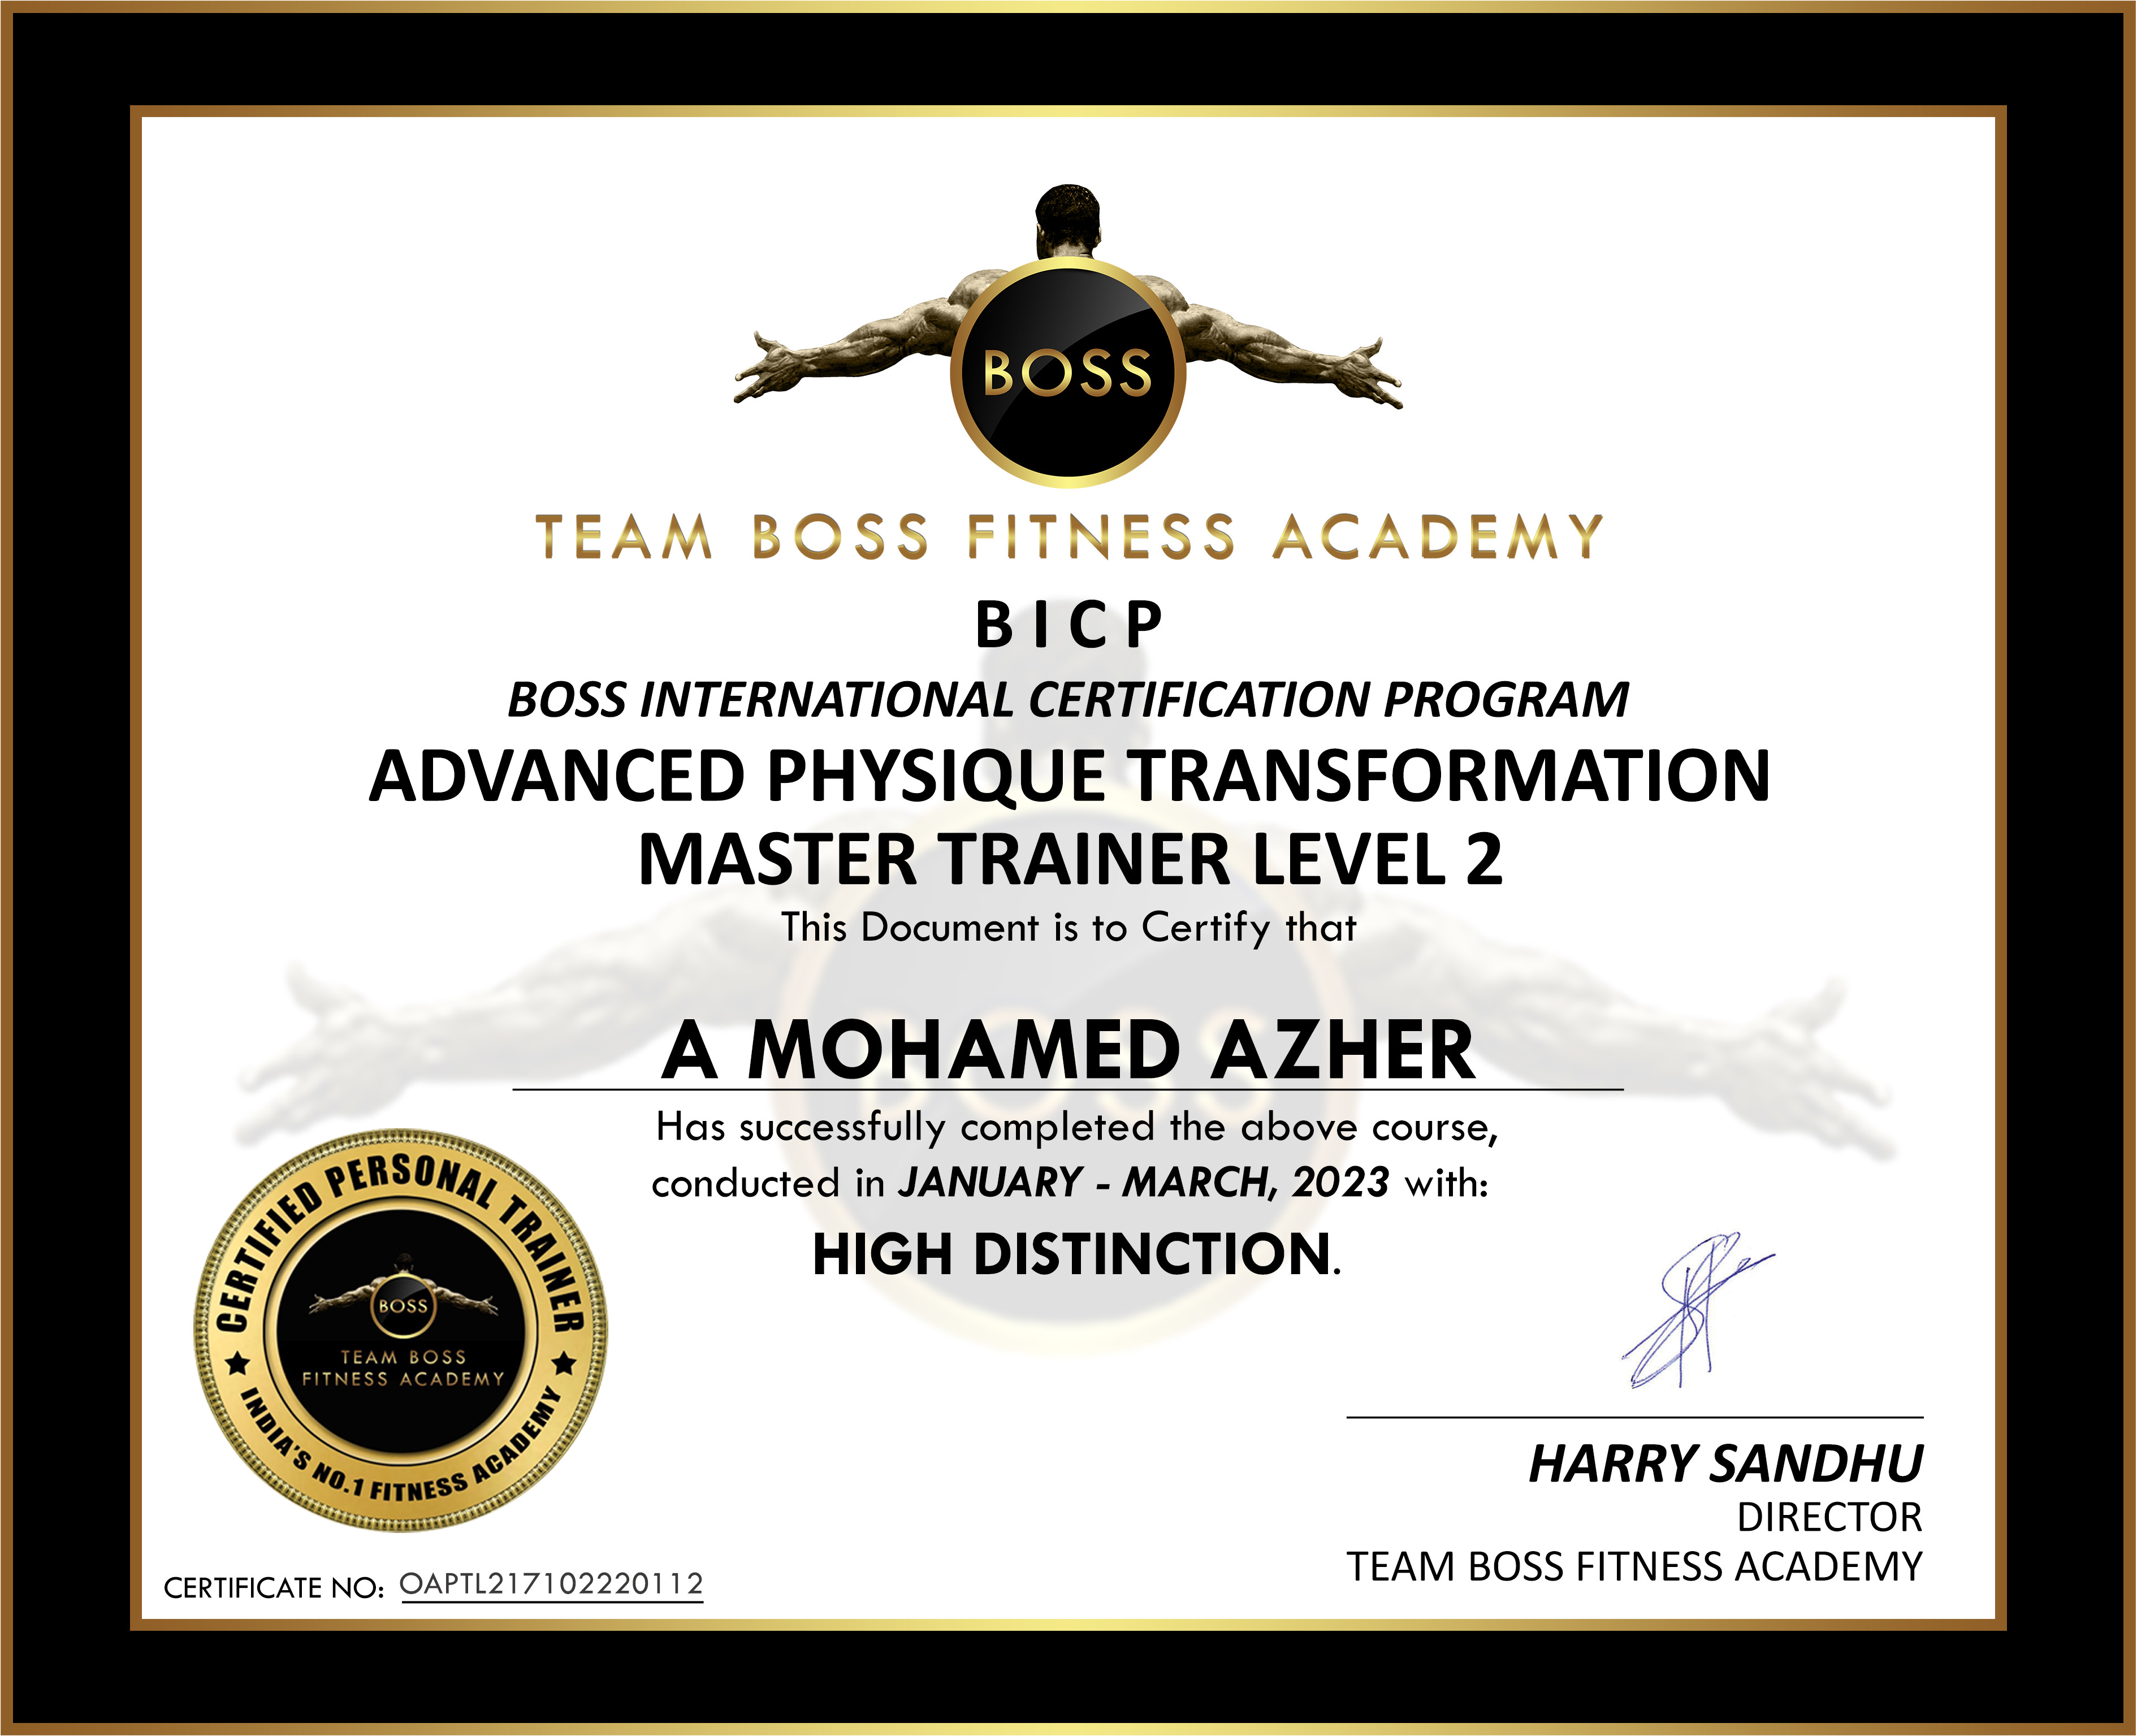 BOSS
TEAM BOSS FITNESS ACADEMY
BICP
BOSS INTERNATIONAL CERTIFICATION PROGRAM
ADVANCED PHYSIQUE TRANSFORMATION
MASTER TRAINER LEVEL 2
This Document is to Certify that
BOSS
A MOHAMED AZHER
Has successfully completed the above course,
conducted in JANUARY - MARCH, 2023 with:
HIGH DISTINCTION.
CERTIFIED PERSONAL TRAINER
BOSS
TEAM BOSS
FITNESS ACADEMY
INDIA'S NO.1 FITNESS ACADEMY
HARRY SANDHU
DIRECTOR
TEAM BOSS FITNESS ACADEMY
CERTIFICATE NO: OAPTL217102220112